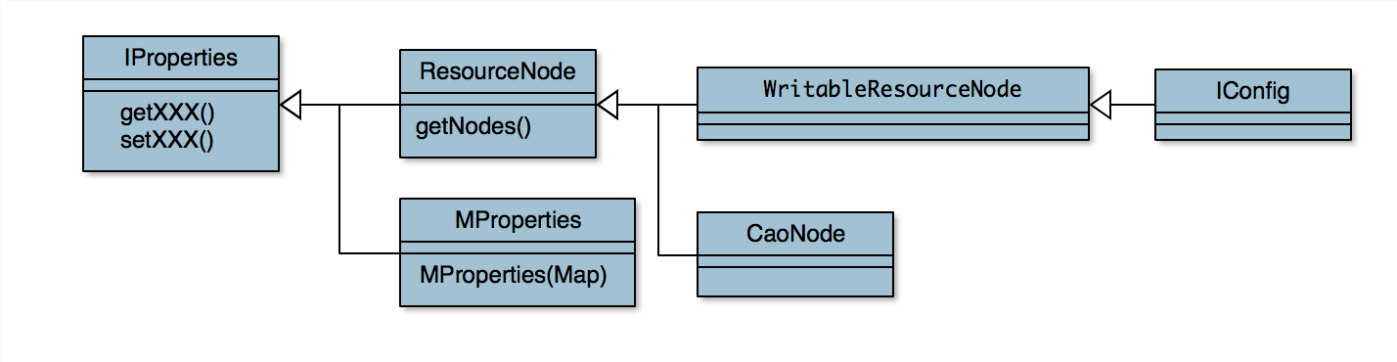 IProperties
getXXX()
setXXX()
ResourceNode
getNodes()
MProperties
MProperties(Map)
WritableResourceNode
CaoNode
IConfig